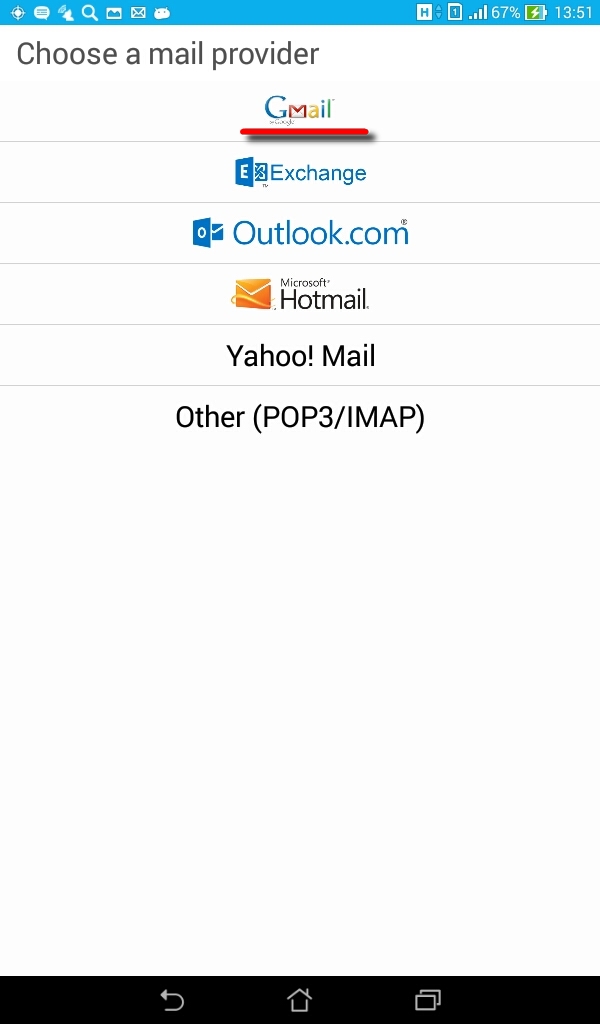 H 1 67% 13:51
Choose a mail provider
Gmail
by Google
E Exchange
TM
o Outlook.com®
Microsoft®
Hotmail
Yahoo! Mail
Other (POP3/IMAP)